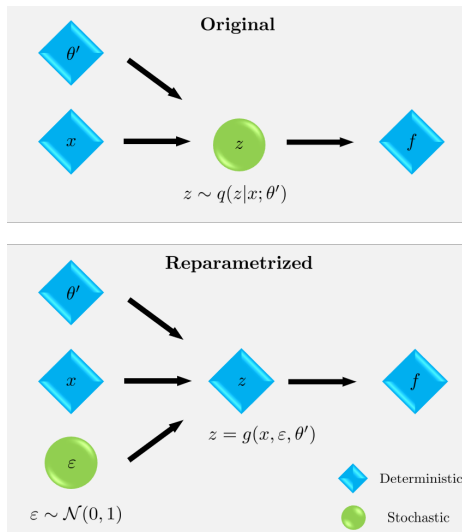 Original
θ′
x
z
f
z ∼ q(z|x; θ′)
Reparametrized
θ′
x
z
f
z = g(x, ε, θ′)
ε
ε ∼ 𝒩(0, 1)
Deterministic
Stochastic